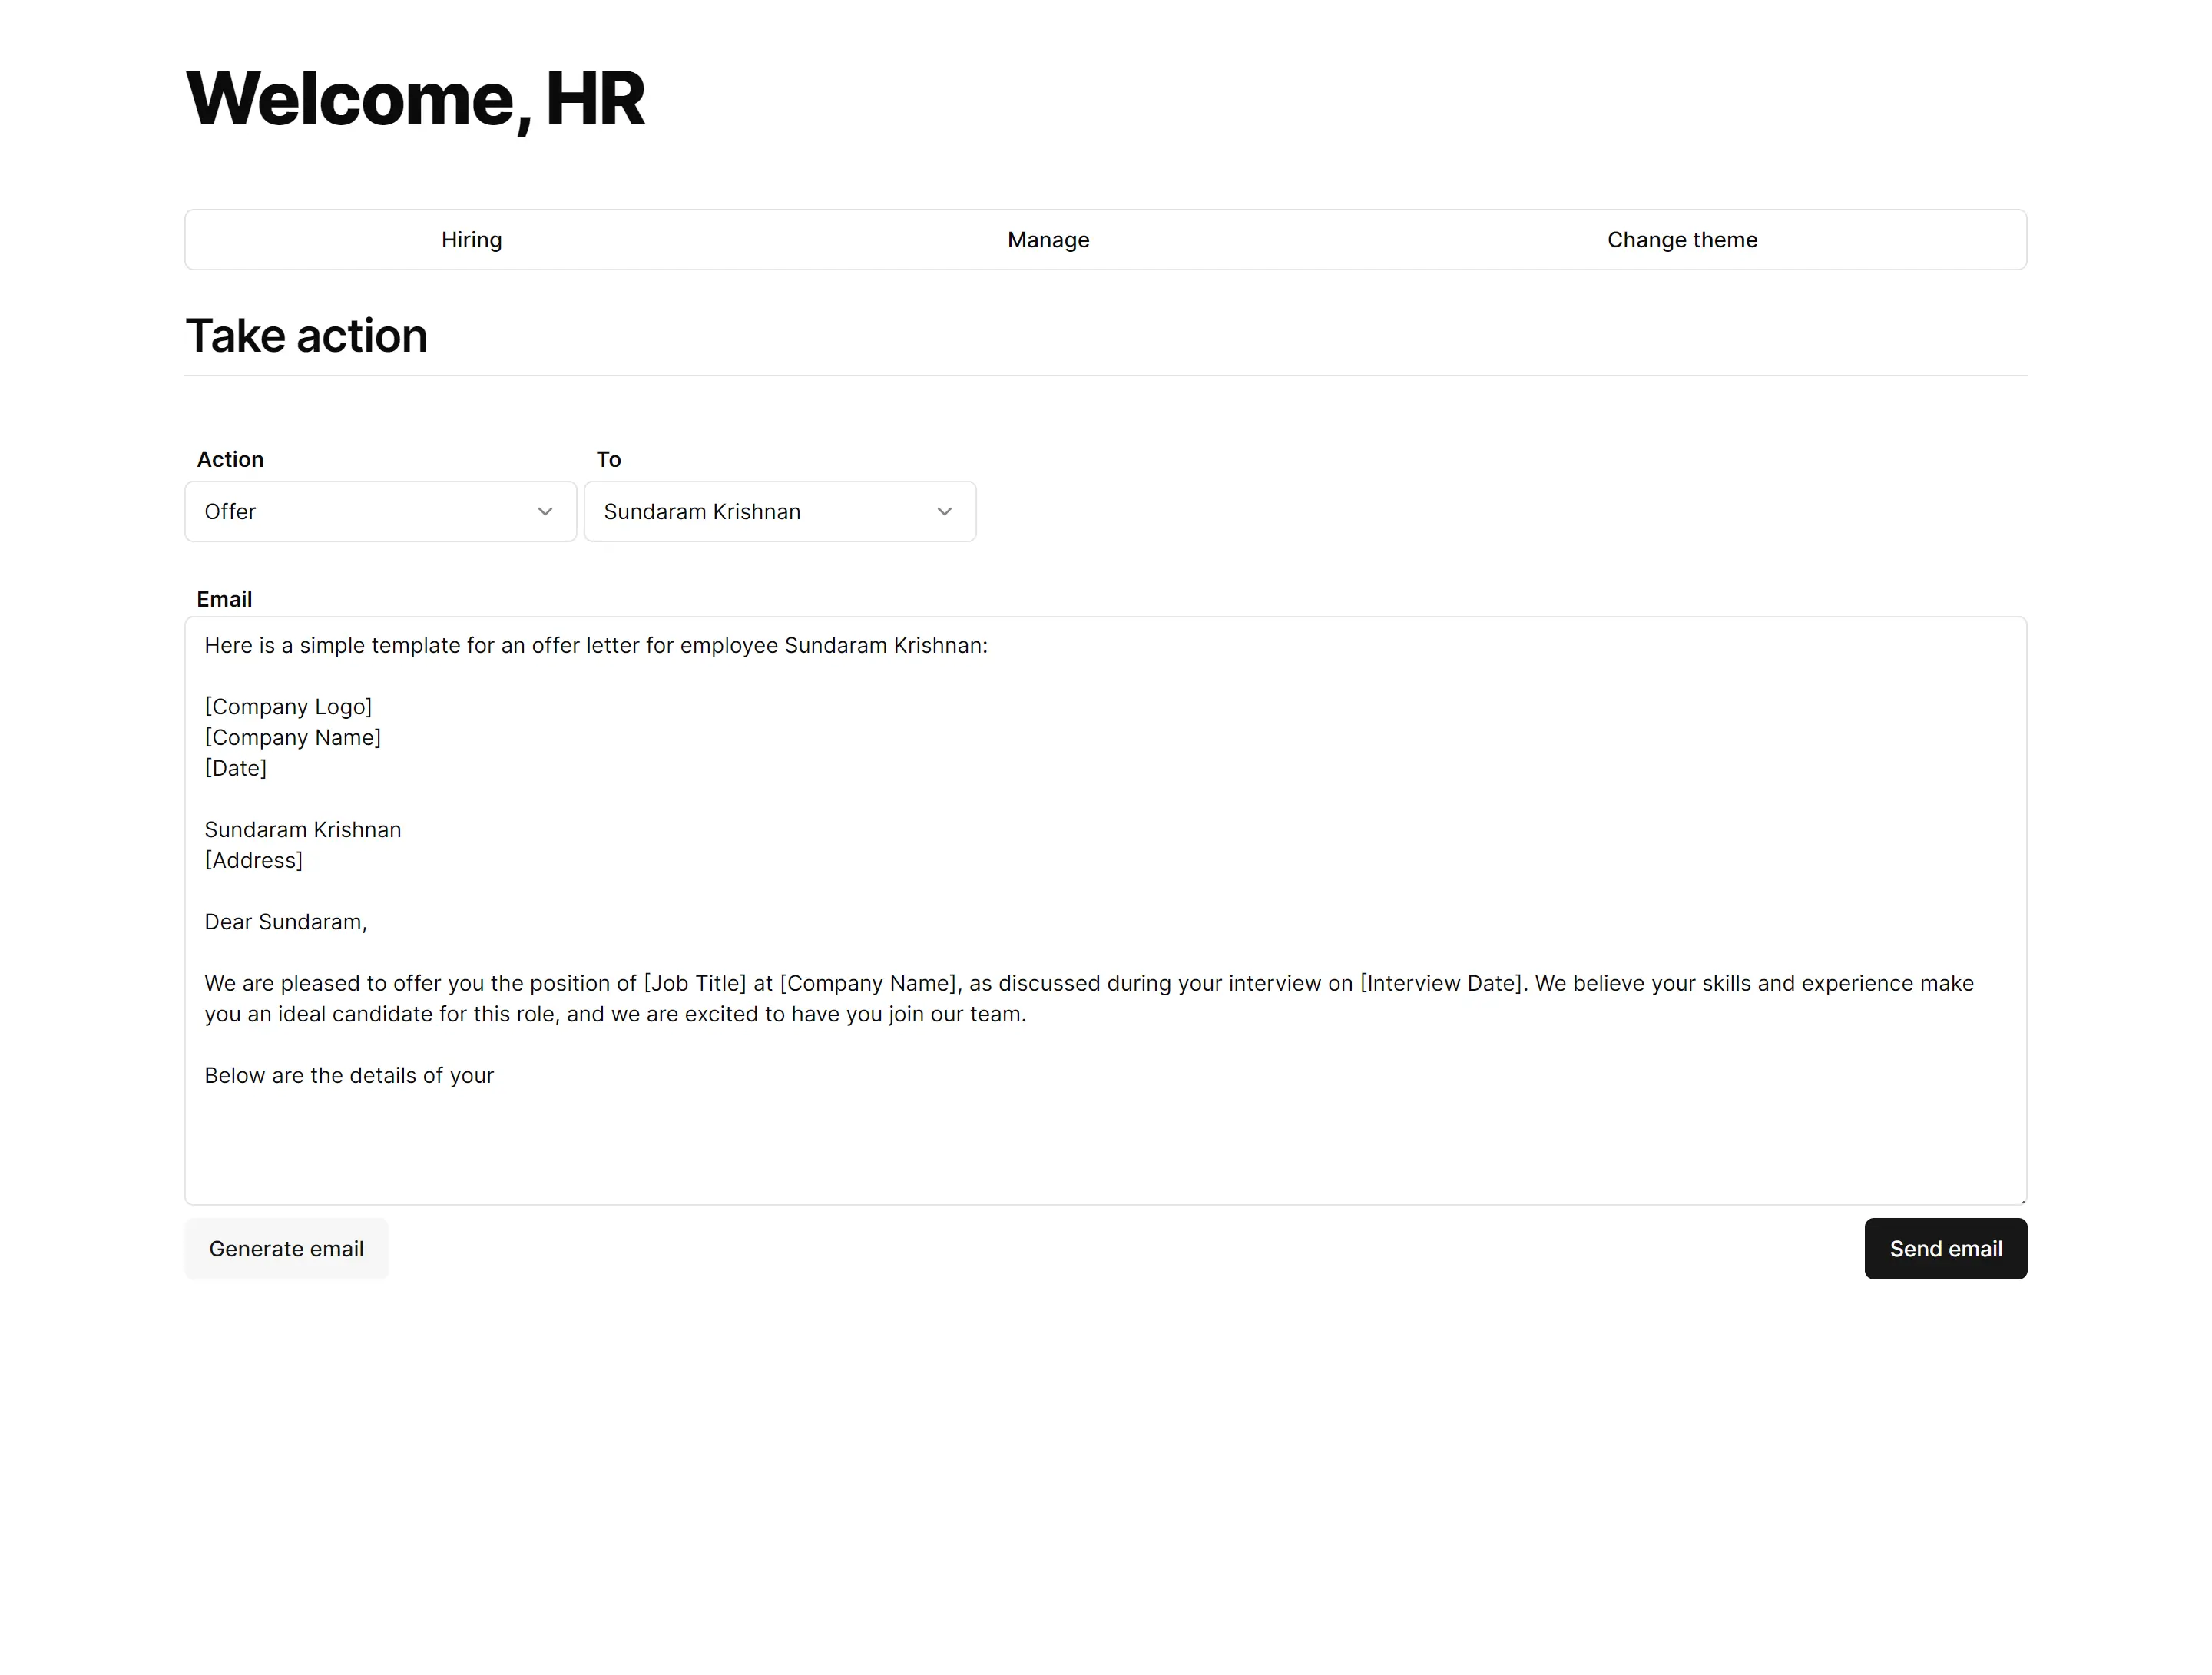 Welcome, HR
Hiring
Manage
Change theme
Take action
Action
To
Offer
Sundaram Krishnan
Email
Here is a simple template for an offer letter for employee Sundaram Krishnan:
[Company Logo]
[Company Name]
[Date]
Sundaram Krishnan
[Address]
Dear Sundaram,
We are pleased to offer you the position of [Job Title] at [Company Name], as discussed during your interview on [Interview Date]. We believe your skills and experience make
you an ideal candidate for this role, and we are excited to have you join our team.
Below are the details of your
Generate email
Send email